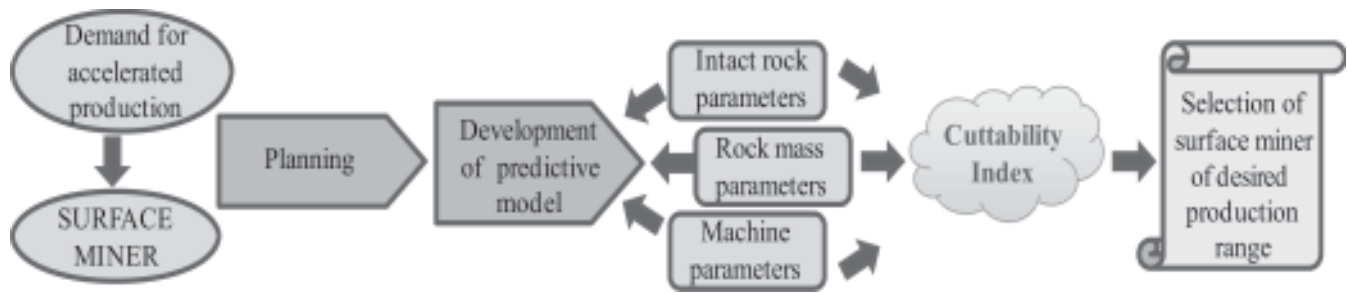 Demand for
accelerated
production
SURFACE
MINER
Planning
Development
of predictive
model
Intact rock
parameters
Rock mass
parameters
Machine
parameters
Cuttability
Index
Selection of
surface miner
of desired
production
range